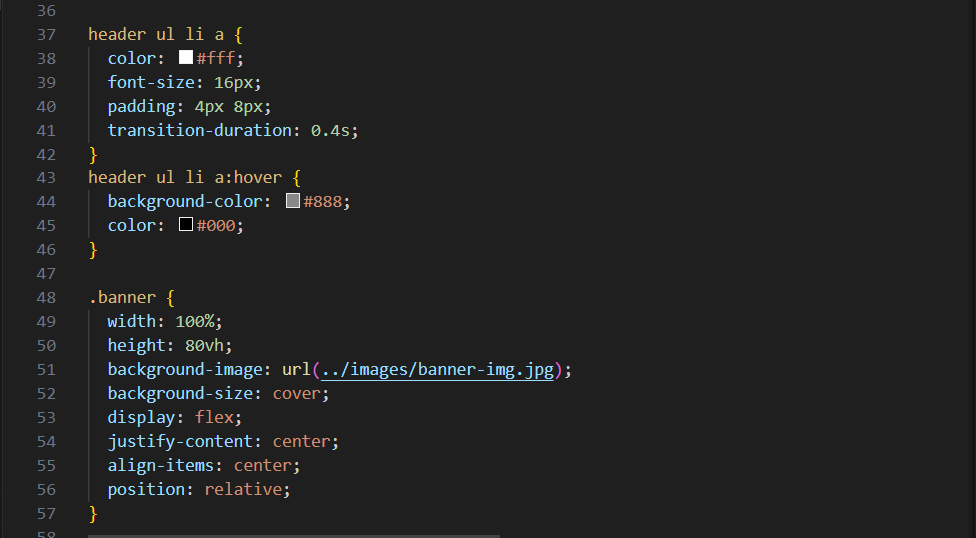 36
37 header ul li a {
38 color: #fff;
39 font-size: 16px;
40 padding: 4px 8px;
41 transition-duration: 0.4s;
42 }
43 header ul li a:hover {
44 background-color: #888;
45 color: #000;
46 }
47
48 .banner {
49 width: 100%;
50 height: 80vh;
51 background-image: url(../images/banner-img.jpg);
52 background-size: cover;
53 display: flex;
54 justify-content: center;
55 align-items: center;
56 position: relative;
57 }
58